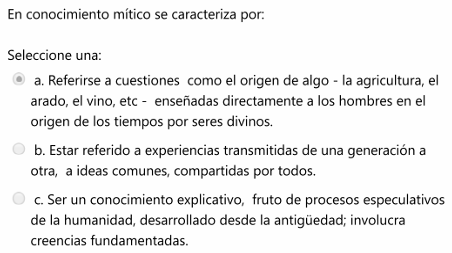 En conocimiento mítico se caracteriza por:
Seleccione una:
a. Referirse a cuestiones como el origen de algo - la agricultura, el
arado, el vino, etc - enseñadas directamente a los hombres en el
origen de los tiempos por seres divinos.
b. Estar referido a experiencias transmitidas de una generación a
otra, a ideas comunes, compartidas por todos.
c. Ser un conocimiento explicativo, fruto de procesos especulativos
de la humanidad, desarrollado desde la antigüedad; involucra
creencias fundamentadas.